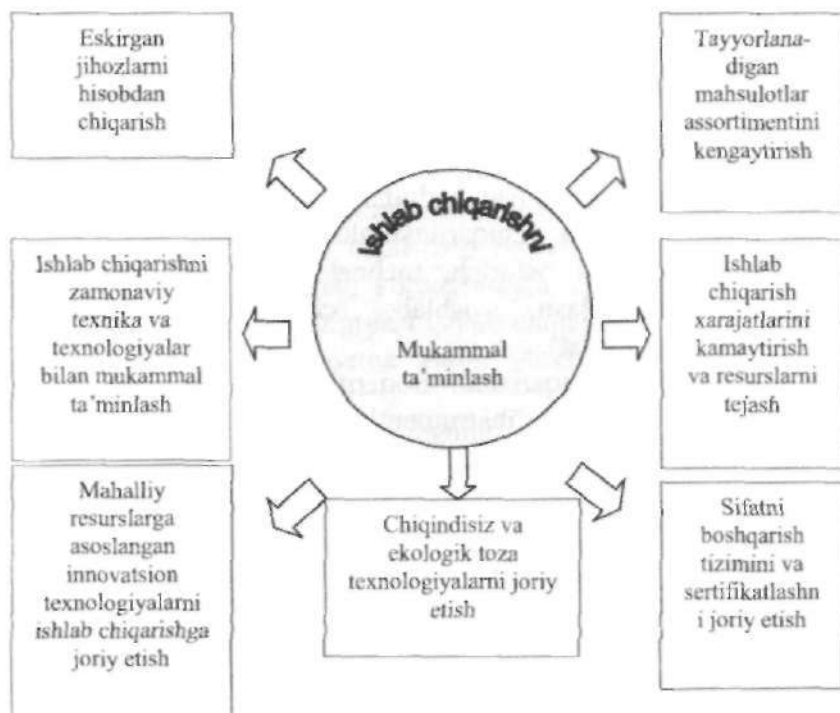 Eskirgan
jihozlarni
hisobdan
chiqarish
Tayyorlana-
digan
mahsulotlar
assortimentini
kengaytirish
Ishlab chiqarishni
Mukammal
ta'minlash
Ishlab chiqarishni
zamonaviy
texnika va
texnologiyalar
bilan mukammal
ta'minlash
Ishlab
chiqarish
xarajatlarini
kamaytirish
va resurslarni
tejash
Mahalliy
resurslarga
asoslangan
innovatsion
texnologiyalarni
ishlab chiqarishga
joriy etish
Chiqindisiz va
ekologik toza
texnologiyalarni joriy
etish
Sifatni
boshqarish
tizimini va
sertifikatlashn
i joriy etish